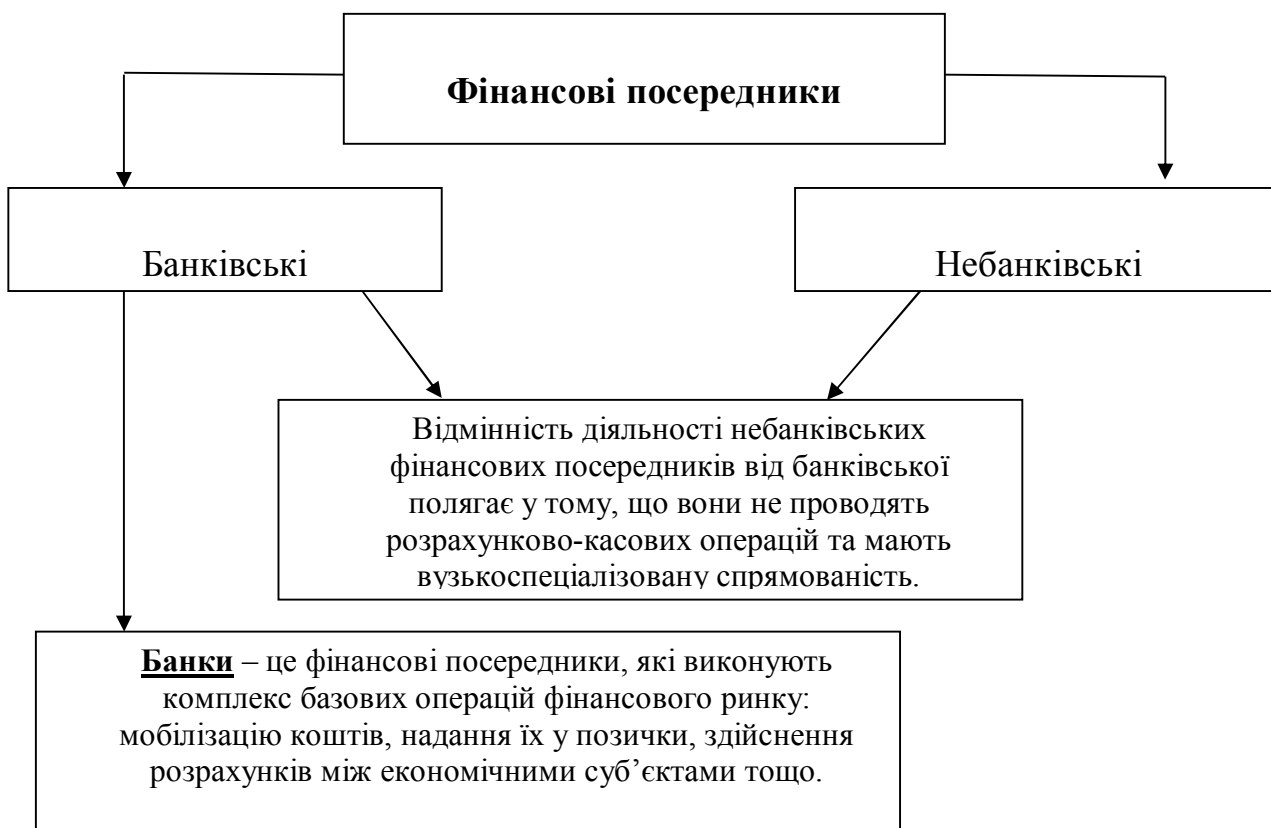 Фінансові посередники
Банківські
Небанківські
Відмінність діяльності небанківських
фінансових посередників від банківської
полягає у тому, що вони не проводять
розрахунково-касових операцій та мають
вузькоспеціалізовану спрямованість.
Банки – це фінансові посередники, які виконують
комплекс базових операцій фінансового ринку:
мобілізацію коштів, надання їх у позички, здійснення
розрахунків між економічними суб’єктами тощо.